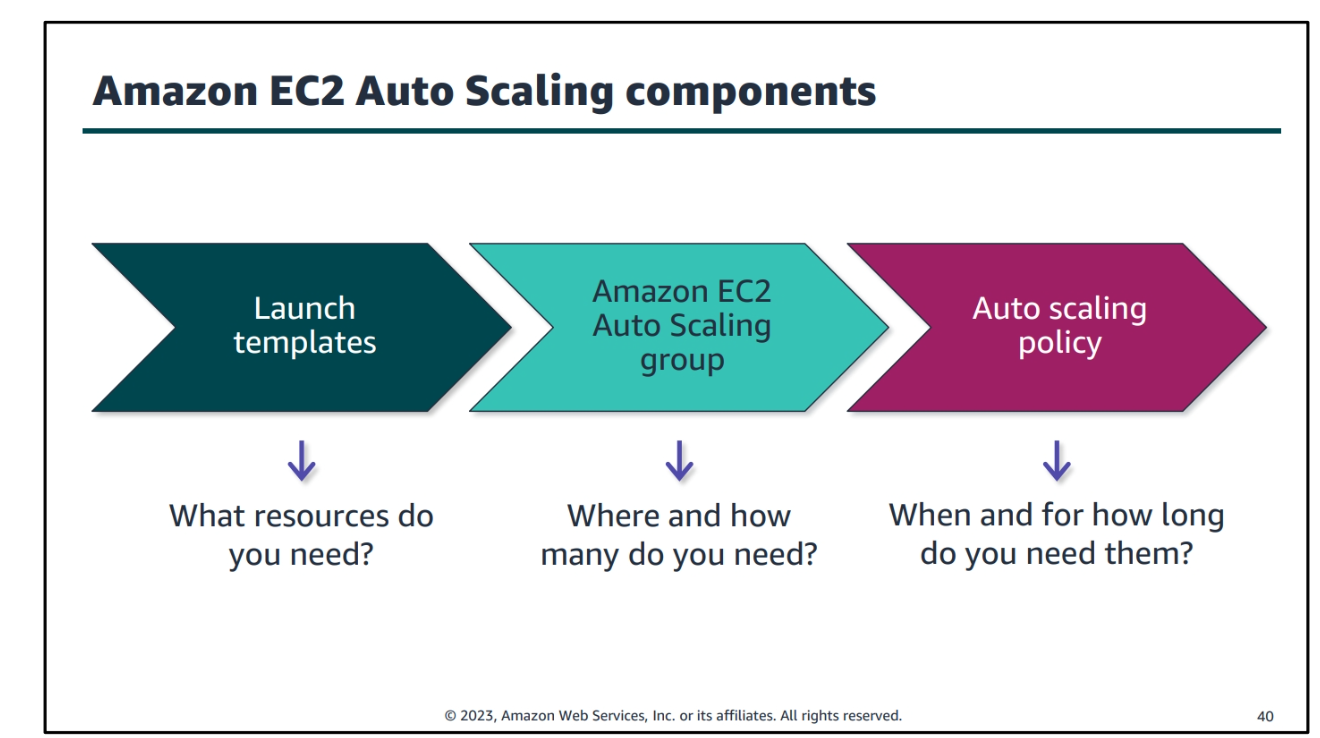 Amazon EC2 Auto Scaling components
Launch
templates
Amazon EC2
Auto Scaling
group
Auto scaling
policy
What resources do
you need?
Where and how
many do you need?
When and for how long
do you need them?
© 2023, Amazon Web Services, Inc. or its affiliates. All rights reserved.
40